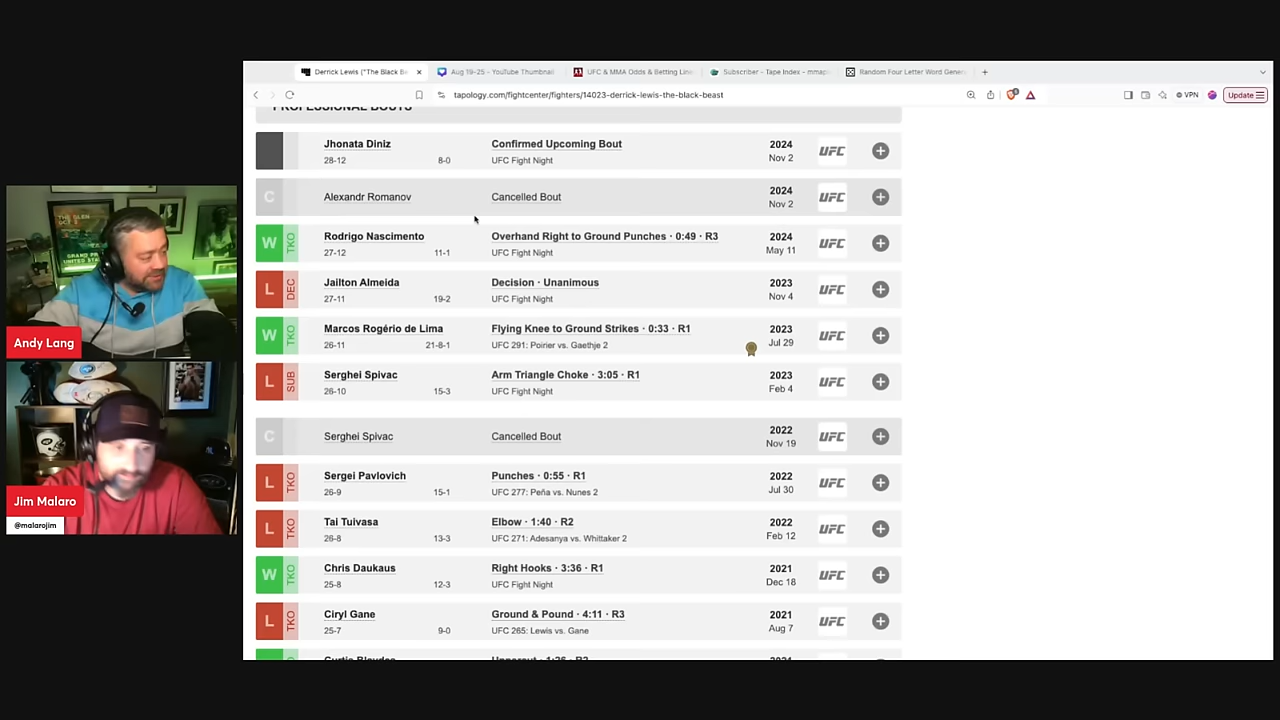 Derrick Lewis ("The Black Be
Aug 19-25 - YouTube Thumbnail
UFC & MMA Odds & Betting Line
Subscriber - Tape Index - mmap
Random Four Letter Word Gener
tapology.com/fightcenter/fighters/14023-derrick-lewis-the-black-beast
VPN
Update
PROFESSIONAL BOUTS
Jhonata Diniz
Confirmed Upcoming Bout
2024
28-12
8-0
UFC Fight Night
Nov 2
UFC
C
Alexandr Romanov
Cancelled Bout
2024
Nov 2
UFC
W
TKO
Rodrigo Nascimento
Overhand Right to Ground Punches · 0:49 · R3
2024
27-12
11-1
UFC Fight Night
May 11
UFC
L
DEC
Jailton Almeida
Decision · Unanimous
2023
27-11
19-2
UFC Fight Night
Nov 4
UFC
W
TKO
Marcos Rogério de Lima
Flying Knee to Ground Strikes · 0:33 · R1
2023
26-11
21-8-1
UFC 291: Poirier vs. Gaethje 2
Jul 29
UFC
L
SUB
Serghei Spivac
Arm Triangle Choke · 3:05 · R1
2023
26-10
15-3
UFC Fight Night
Feb 4
UFC
C
Serghei Spivac
Cancelled Bout
2022
Nov 19
UFC
L
TKO
Sergei Pavlovich
Punches · 0:55 · R1
2022
26-9
15-1
UFC 277: Peña vs. Nunes 2
Jul 30
UFC
L
TKO
Tai Tuivasa
Elbow · 1:40 · R2
2022
26-8
13-3
UFC 271: Adesanya vs. Whittaker 2
Feb 12
UFC
W
TKO
Chris Daukaus
Right Hooks · 3:36 · R1
2021
25-8
12-3
UFC Fight Night
Dec 18
UFC
L
TKO
Ciryl Gane
Ground & Pound · 4:11 · R3
2021
25-7
9-0
UFC 265: Lewis vs. Gane
Aug 7
UFC
Andy Lang
Jim Malaro
@malarojim